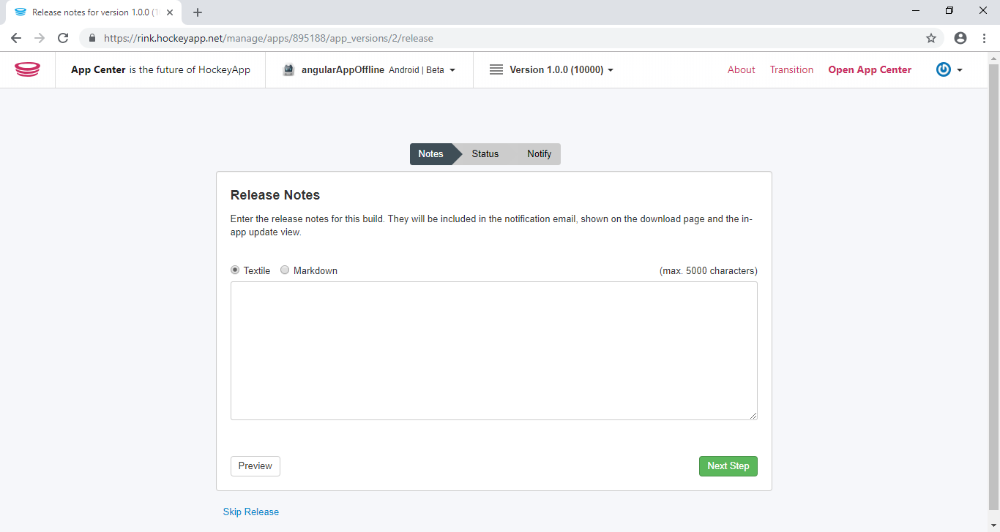 Release notes for version 1.0.0 (1
https://rink.hockeyapp.net/manage/apps/895188/app_versions/2/release
App Center is the future of HockeyApp
angularAppOffline Android | Beta
Version 1.0.0 (10000)
About
Transition
Open App Center
Notes
Status
Notify
Release Notes
Enter the release notes for this build. They will be included in the notification email, shown on the download page and the in-
app update view.
Textile
Markdown
(max. 5000 characters)
Preview
Next Step
Skip Release